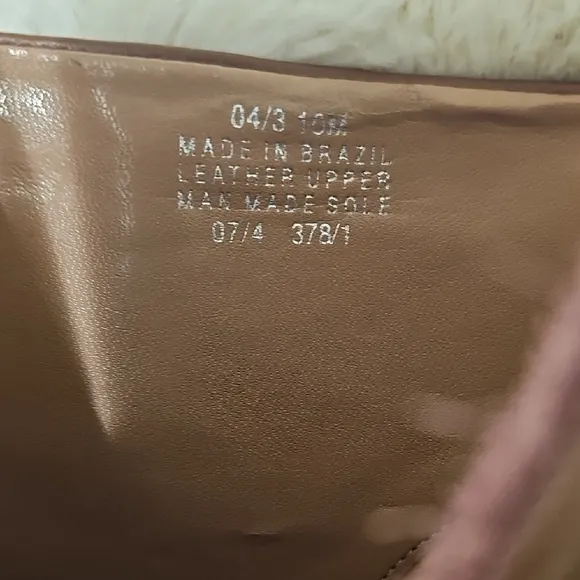 04/3 10M
MADE IN BRAZIL
LEATHER UPPER
MAN MADE SOLE
07/4 378/1